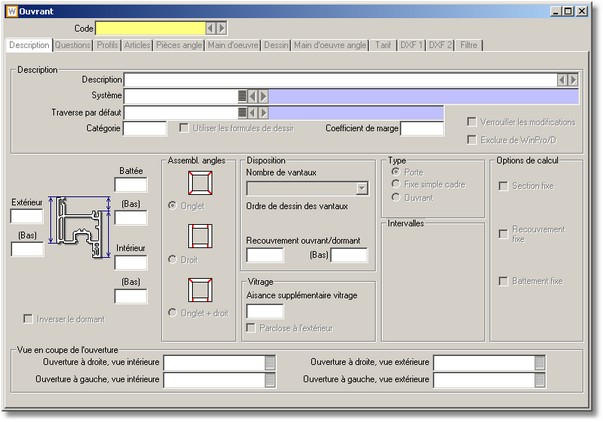 W Ouvrant
Code
Description Questions Profils Articles Pièces angle Main d'oeuvre Dessin Main d'oeuvre angle Tarif DXF 1 DXF 2 Filtre
Description
Description
Système
Traverse par défaut
Verrouiller les modifications
Catégorie Utiliser les formules de dessir Coefficient de marge
Exclure de WinPro/D
Assembl. angles Disposition Type Options de calcul
Battée Nombre de vantaux Porte
Fixe simple cadre Section fixe
Extérieur (Bas) Onglet Ordre de dessin des vantaux Ouvrant
Intervalles
(Bas) Intérieur Recouvrement ouvrant/dormant Recouvrement fixe
Droit (Bas)
(Bas) Vitrage Battement fixe
Aisance supplémentaire vitrage
Inverser le dormant Onglet + droit Parclose à l'extérieur
Vue en coupe de l'ouverture
Ouverture à droite, vue intérieure Ouverture à droite, vue extérieure
Ouverture à gauche, vue intérieure Ouverture à gauche, vue extérieure